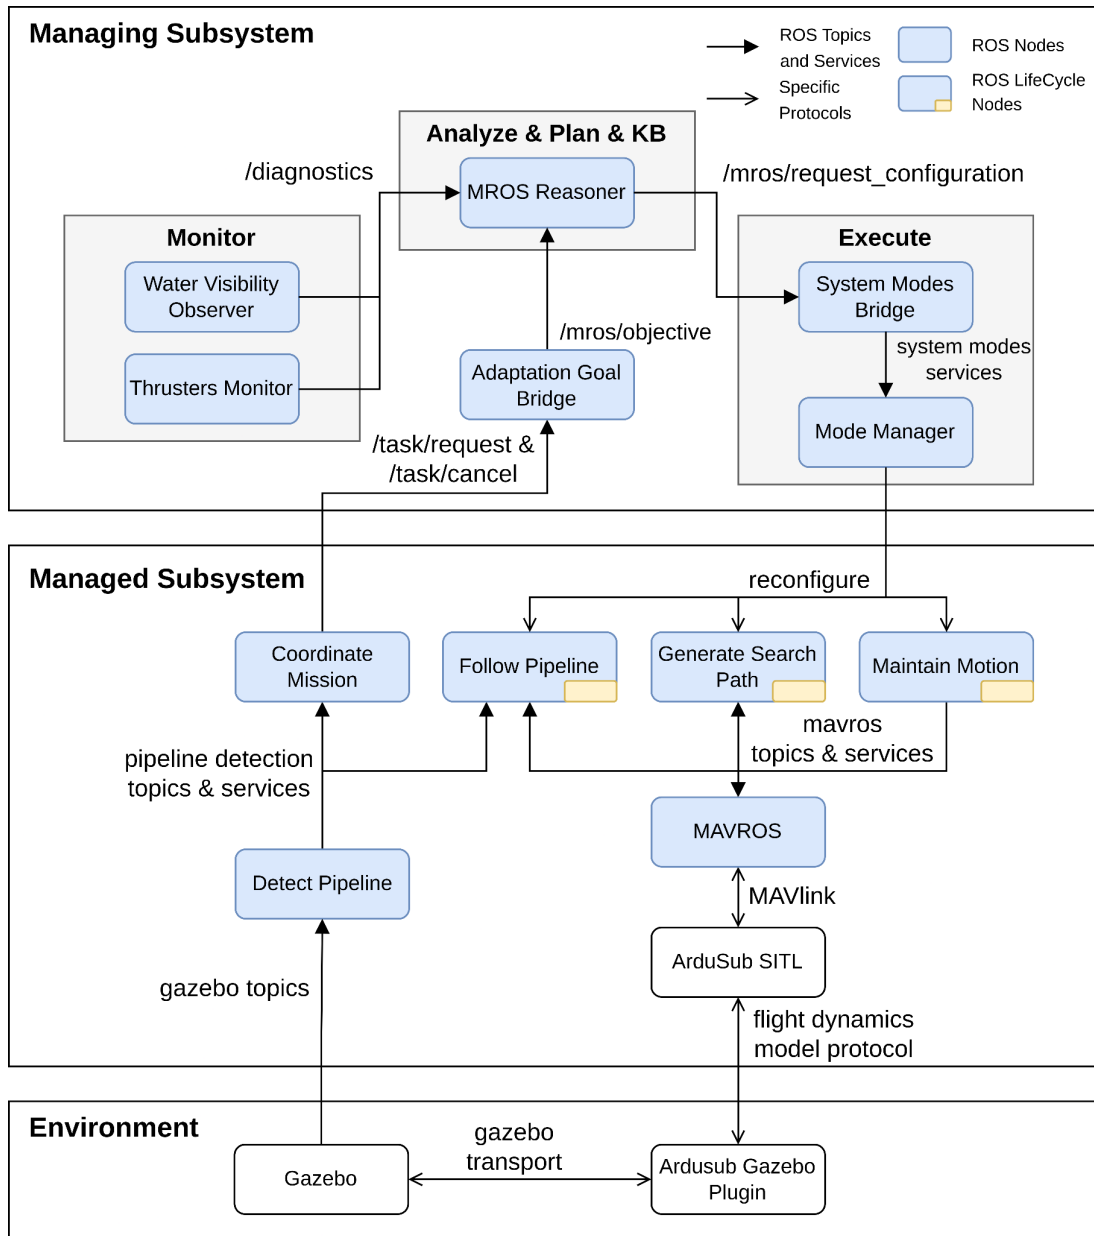 Managing Subsystem
ROS Topics
and Services
Specific
Protocols
ROS Nodes
ROS LifeCycle
Nodes
Analyze & Plan & KB
MROS Reasoner
/diagnostics
/mros/request_configuration
Monitor
Water Visibility
Observer
Thrusters Monitor
Execute
System Modes
Bridge
system modes
services
Mode Manager
/mros/objective
Adaptation Goal
Bridge
/task/request &
/task/cancel
Managed Subsystem
reconfigure
Coordinate
Mission
Follow Pipeline
Generate Search
Path
Maintain Motion
pipeline detection
topics & services
mavros
topics & services
MAVROS
Detect Pipeline
MAVlink
ArduSub SITL
gazebo topics
flight dynamics
model protocol
Environment
gazebo
transport
Gazebo
Ardusub Gazebo
Plugin